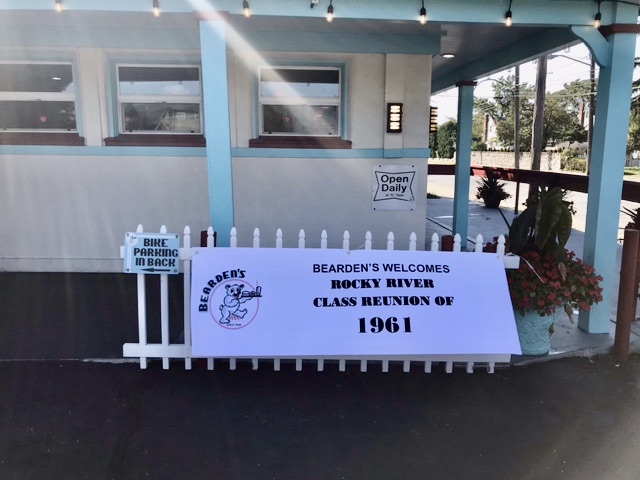 Open
Daily
BIKE
PARKING
IN BACK
BEARDEN'S
BEARDEN'S WELCOMES
ROCKY RIVER
CLASS REUNION OF
1961